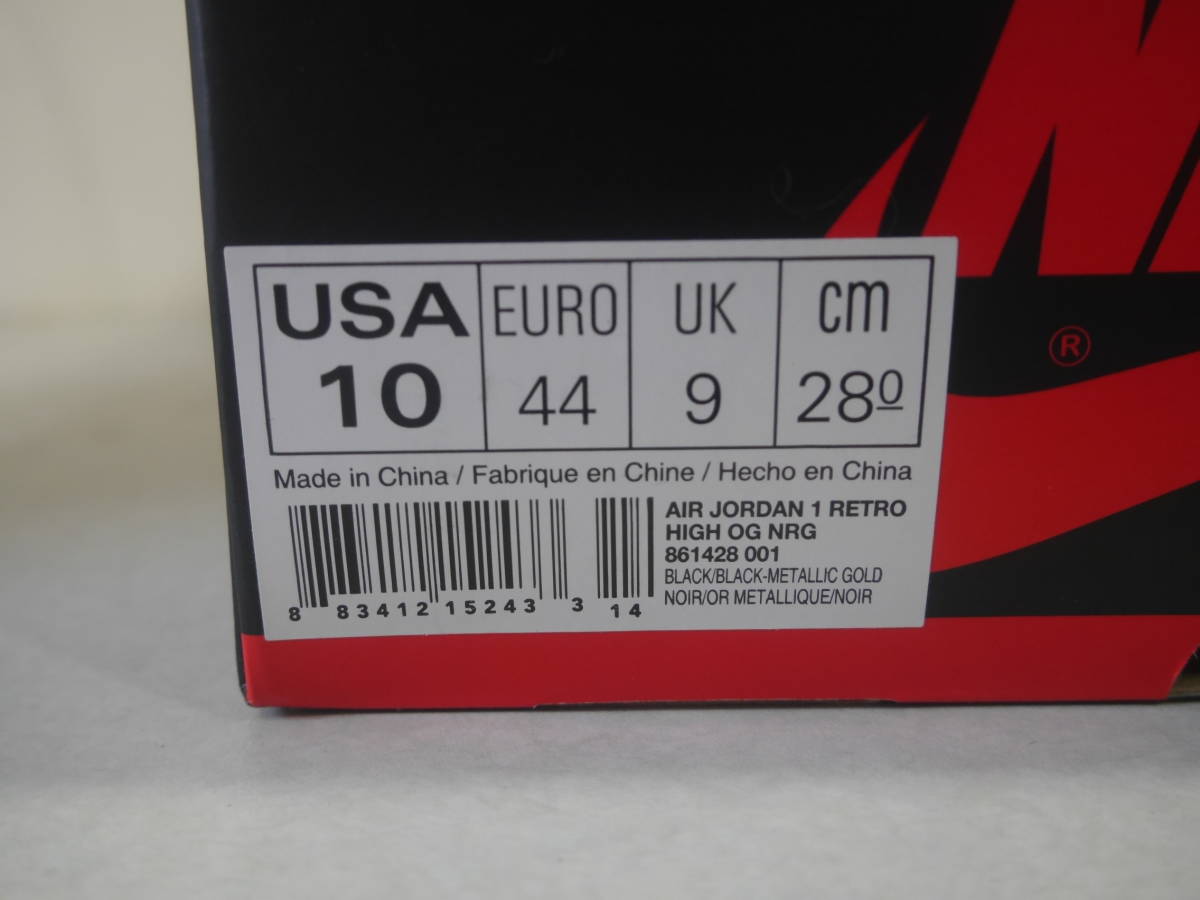 ®
USA EURO UK cm
10 44 9 28⁰
Made in China / Fabrique en Chine / Hecho en China
AIR JORDAN 1 RETRO
HIGH OG NRG
861428 001
BLACK/BLACK-METALLIC GOLD
NOIR/OR METALLIQUE/NOIR
8 83412 15243 3 14